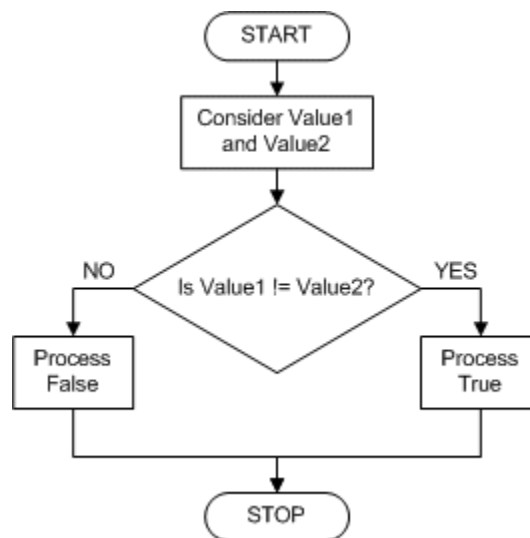 START
Consider Value1
and Value2
NO
YES
Is Value1 != Value2?
Process
False
Process
True
STOP